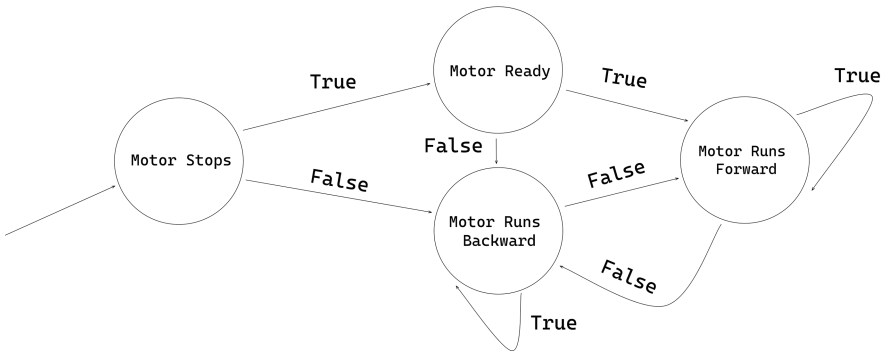 Motor Ready
True
True
True
Motor Stops
False
Motor Runs
Forward
False
False
Motor Runs
Backward
False
True